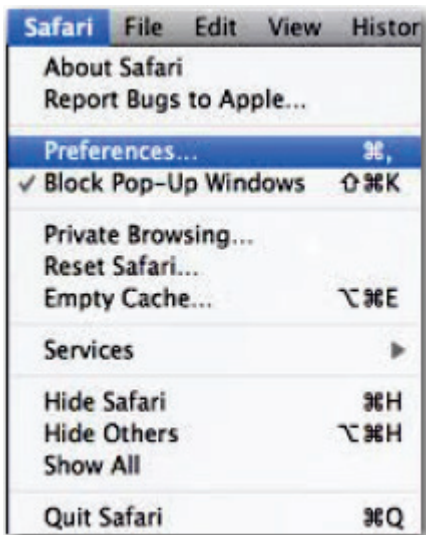 Safari File Edit View Histor
About Safari
Report Bugs to Apple...
Preferences... ⌘,
✓ Block Pop-Up Windows ⇧⌘K
Private Browsing...
Reset Safari...
Empty Cache... ⌥⌘E
Services ▶
Hide Safari ⌘H
Hide Others ⌥⌘H
Show All
Quit Safari ⌘Q